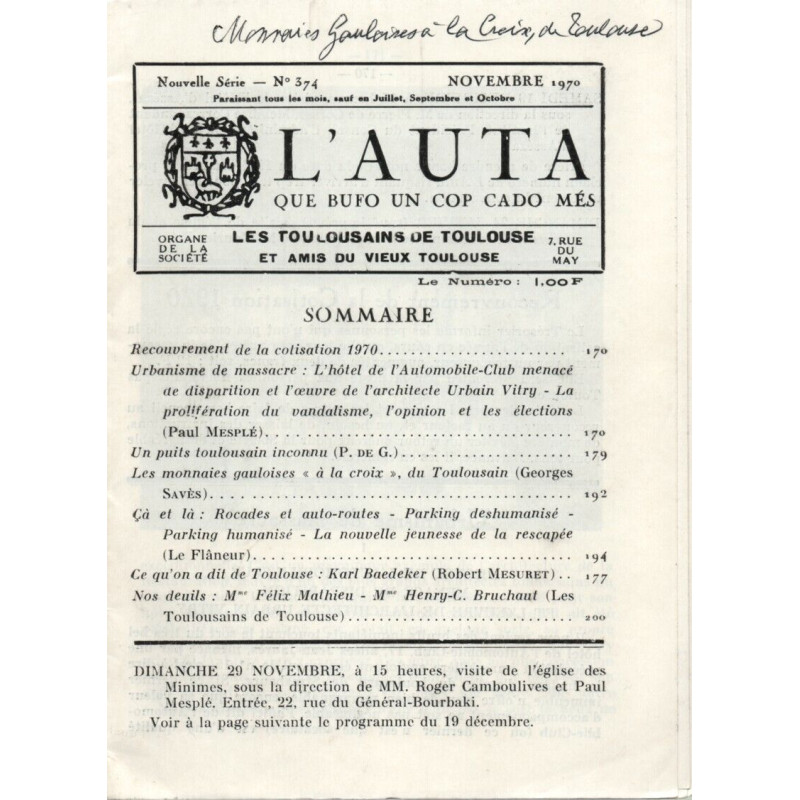 Monnaies Gauloises à la Croix, de Toulouse
Nouvelle Série — N° 374 NOVEMBRE 1970
Paraissant tous les mois, sauf en Juillet, Septembre et Octobre
L'AUTA
QUE BUFO UN COP CADO MÉS
ORGANE DE LA SOCIÉTÉ
LES TOULOUSAINS DE TOULOUSE
ET AMIS DU VIEUX TOULOUSE
7, RUE DU MAY
Le Numéro : 1,00 F
SOMMAIRE
Recouvrement de la cotisation 1970 . . . . . . . . . . . . . . . . . . . . . . . . 170
Urbanisme de massacre : L'hôtel de l'Automobile-Club menacé
de disparition et l'œuvre de l'architecte Urbain Vitry - La
prolifération du vandalisme, l'opinion et les élections
(Paul MESPLÉ) . . . . . . . . . . . . . . . . . . . . . . . . . . . . . . . . . . . . . 170
Un puits toulousain inconnu (P. DE G.) . . . . . . . . . . . . . . . . . . . . . . 179
Les monnaies gauloises « à la croix », du Toulousain (Georges
SAVÈS) . . . . . . . . . . . . . . . . . . . . . . . . . . . . . . . . . . . . . . . . . . . 192
Çà et là : Rocades et auto-routes - Parking deshumanisé -
Parking humanisé - La nouvelle jeunesse de la rescapée
(Le Flâneur) . . . . . . . . . . . . . . . . . . . . . . . . . . . . . . . . . . . . . . 194
Ce qu'on a dit de Toulouse : Karl Baedeker (Robert MESURET) . . 177
Nos deuils : Mme Félix Mathieu - Mme Henry-C. Bruchaut (Les
Toulousains de Toulouse) . . . . . . . . . . . . . . . . . . . . . . . . . . . . 200
DIMANCHE 29 NOVEMBRE, à 15 heures, visite de l'église des
Minimes, sous la direction de MM. Roger Camboulives et Paul
Mesplé. Entrée, 22, rue du Général-Bourbaki.
Voir à la page suivante le programme du 19 décembre.